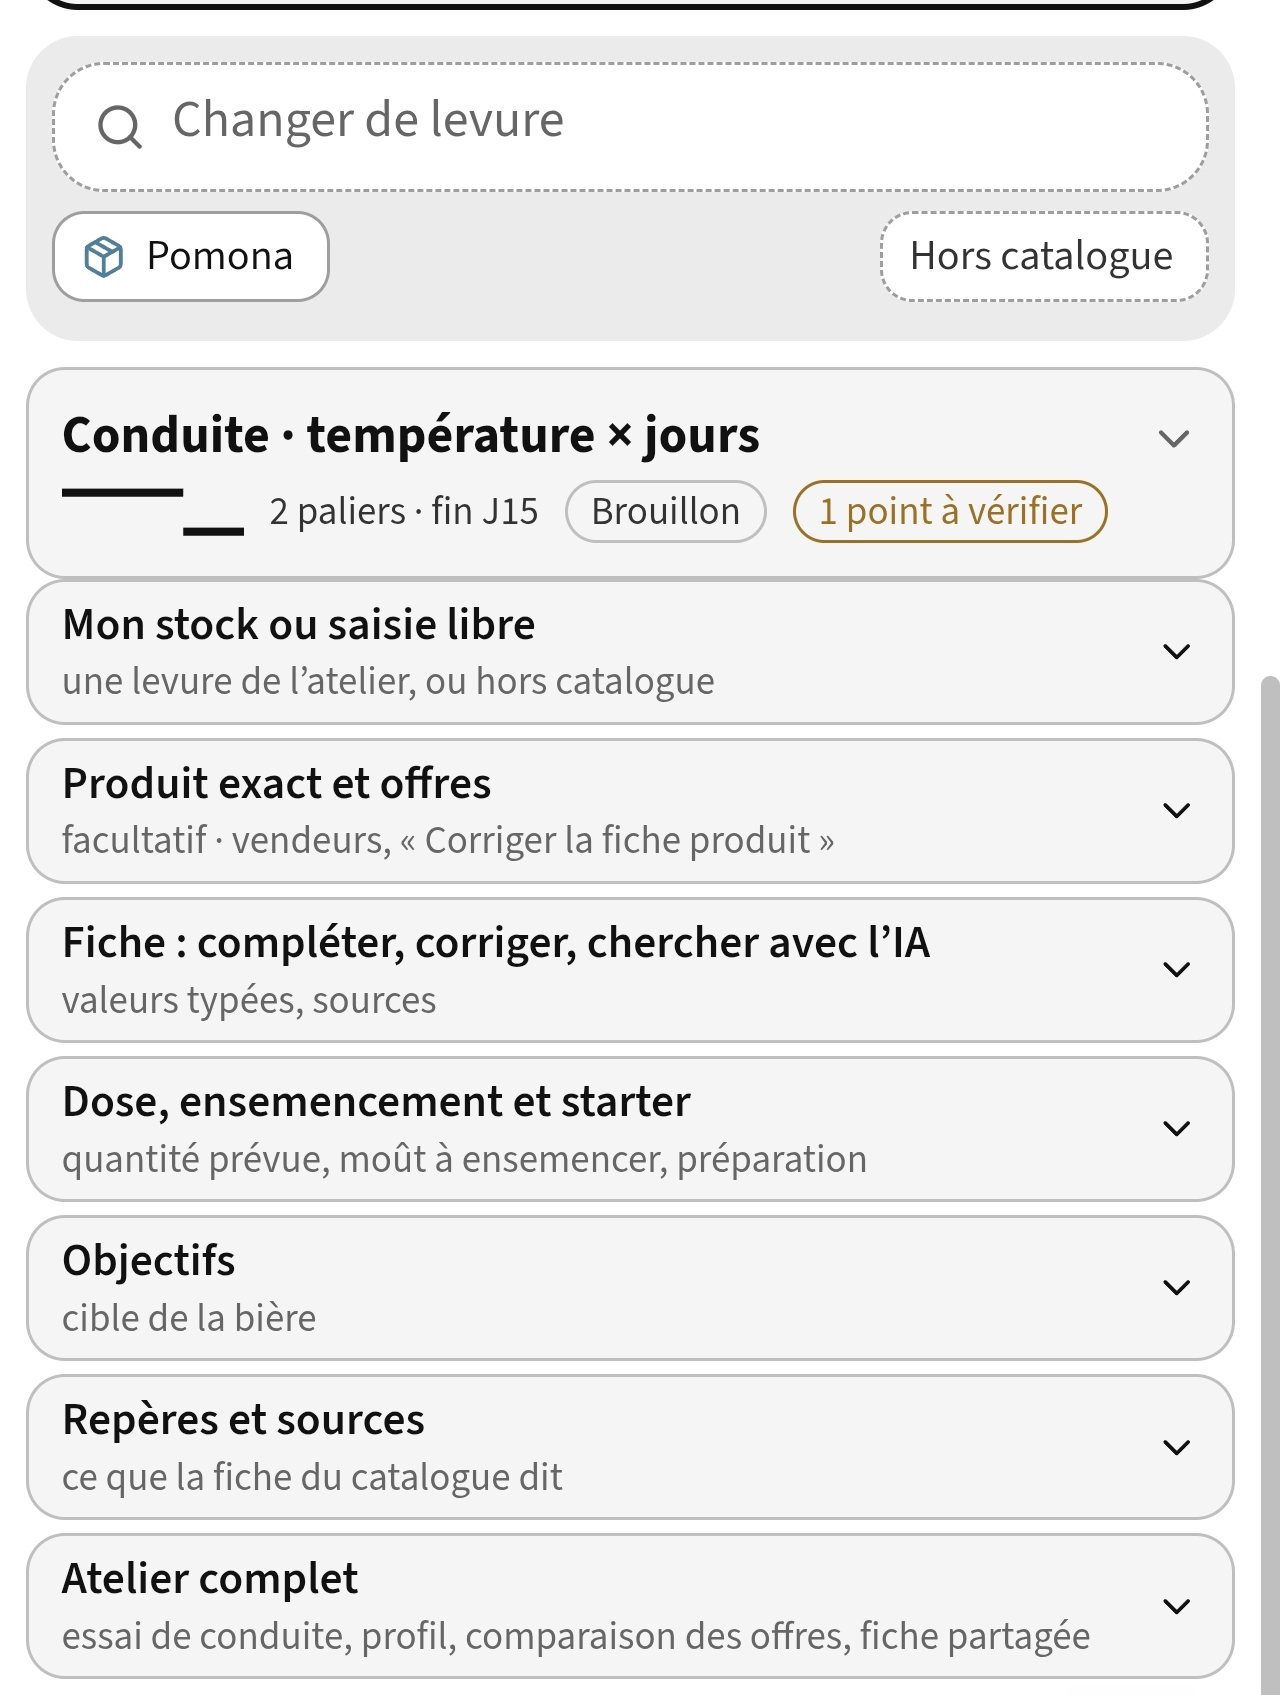 Changer de levure
Pomona
Hors catalogue
Conduite · température × jours
2 paliers · fin J15
Brouillon
1 point à vérifier
Mon stock ou saisie libre
une levure de l’atelier, ou hors catalogue
Produit exact et offres
facultatif · vendeurs, « Corriger la fiche produit »
Fiche : compléter, corriger, chercher avec l’IA
valeurs typées, sources
Dose, ensemencement et starter
quantité prévue, moût à ensemencer, préparation
Objectifs
cible de la bière
Repères et sources
ce que la fiche du catalogue dit
Atelier complet
essai de conduite, profil, comparaison des offres, fiche partagée